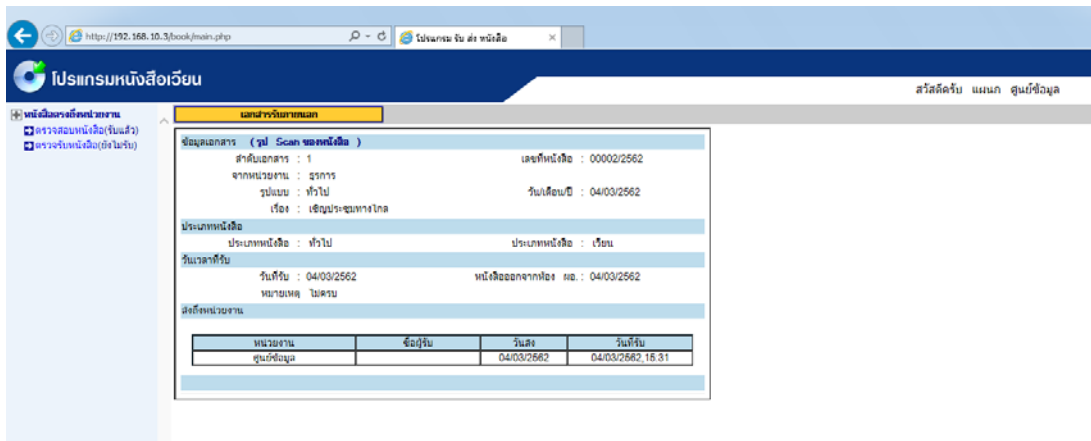 http://192.168.10.3/book/main.php
โปรแกรม รับ ส่ง หนังสือ
โปรแกรมหนังสือเวียน
สวัสดีครับ แผนก ศูนย์ข้อมูล
หนังสือตรงถึงหน่วยงาน
ตรวจสอบหนังสือ(รับแล้ว)
ตรวจรับหนังสือ(ยังไม่รับ)
เอกสารรับภายนอก
ข้อมูลเอกสาร ( รูป Scan ของหนังสือ )
ลำดับเอกสาร : 1 เลขที่หนังสือ : 00002/2562
จากหน่วยงาน : ธุรการ
รูปแบบ : ทั่วไป วัน/เดือน/ปี : 04/03/2562
เรื่อง : เชิญประชุมทางไกล
ประเภทหนังสือ
ประเภทหนังสือ : ทั่วไป ประเภทหนังสือ : เวียน
วันเวลาที่รับ
วันที่รับ : 04/03/2562 หนังสือออกจากห้อง ผอ. : 04/03/2562
หมายเหตุ ไม่ครบ
ส่งถึงหน่วยงาน
หน่วยงาน ชื่อผู้รับ วันส่ง วันที่รับ
ศูนย์ข้อมูล 04/03/2562 04/03/2562,15:31